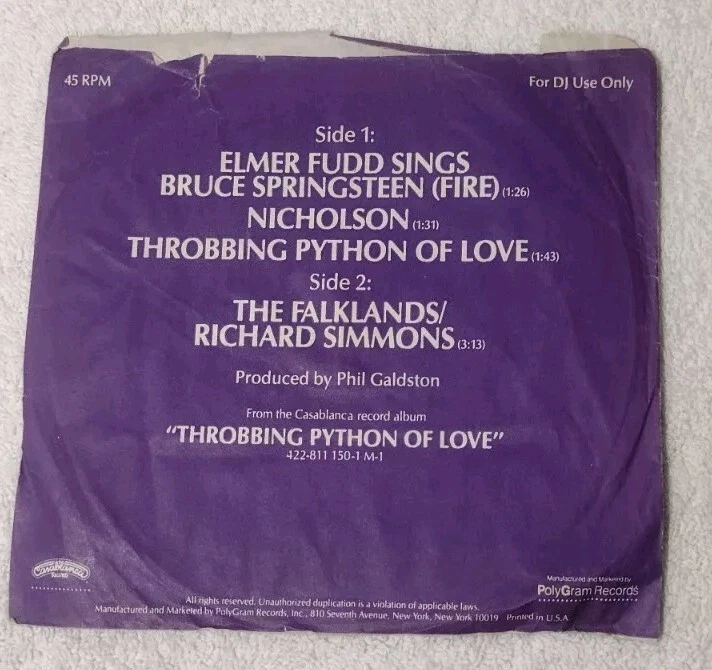 45 RPM
For DJ Use Only
Side 1:
ELMER FUDD SINGS
BRUCE SPRINGSTEEN (FIRE) (1:26)
NICHOLSON (1:31)
THROBBING PYTHON OF LOVE (1:43)
Side 2:
THE FALKLANDS/
RICHARD SIMMONS (3:13)
Produced by Phil Galdston
From the Casablanca record album
"THROBBING PYTHON OF LOVE"
422-811 150-1 M-1
Casablanca
Records
Manufactured and Marketed by
PolyGram Records
All rights reserved. Unauthorized duplication is a violation of applicable laws.
Manufactured and Marketed by PolyGram Records, Inc., 810 Seventh Avenue, New York, New York 10019 Printed in U.S.A.